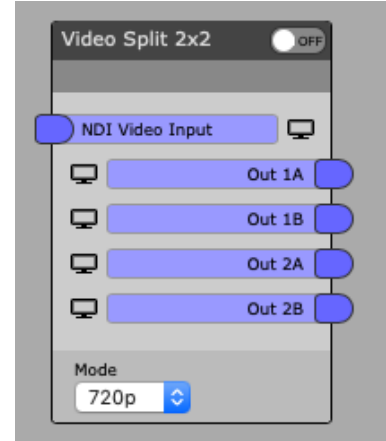 Video Split 2x2
OFF
NDI Video Input
Out 1A
Out 1B
Out 2A
Out 2B
Mode
720p